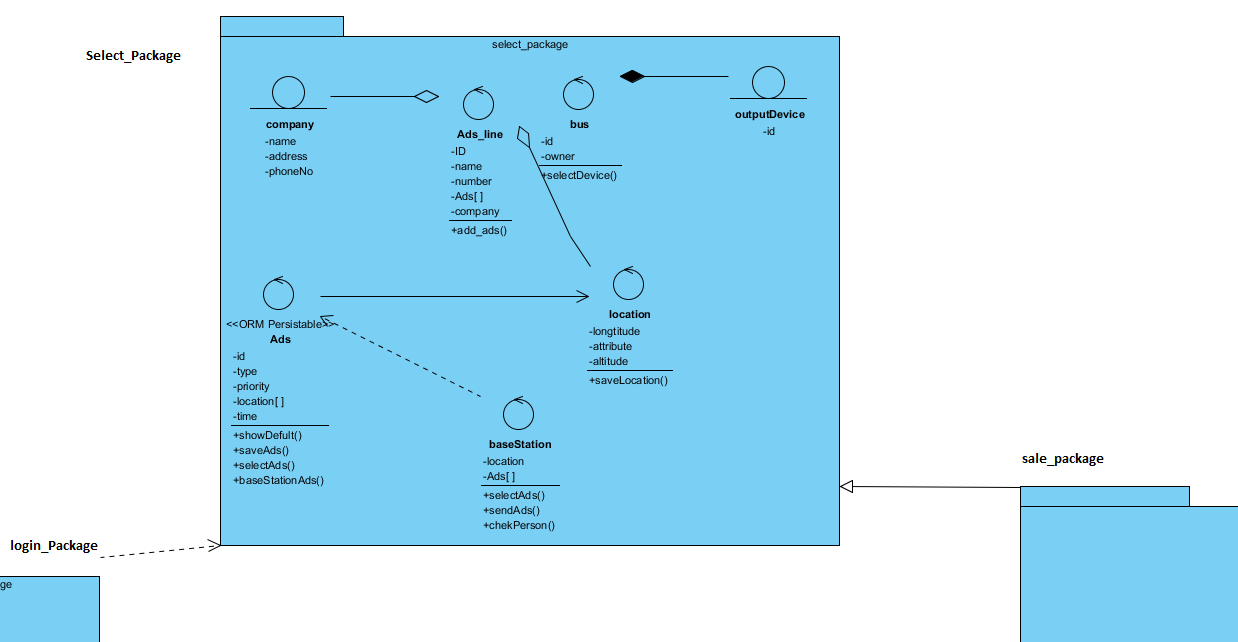 Select_Package
select_package
company
-name
-address
-phoneNo
Ads_line
-ID
-name
-number
-Ads[ ]
-company
+add_ads()
bus
-id
-owner
+selectDevice()
outputDevice
-id
<<ORM Persistable>>
Ads
-id
-type
-priority
-location[ ]
-time
+showDefult()
+saveAds()
+selectAds()
+baseStationAds()
location
-longtitude
-attribute
-altitude
+saveLocation()
baseStation
-location
-Ads[ ]
+selectAds()
+sendAds()
+chekPerson()
sale_package
login_Package
ge